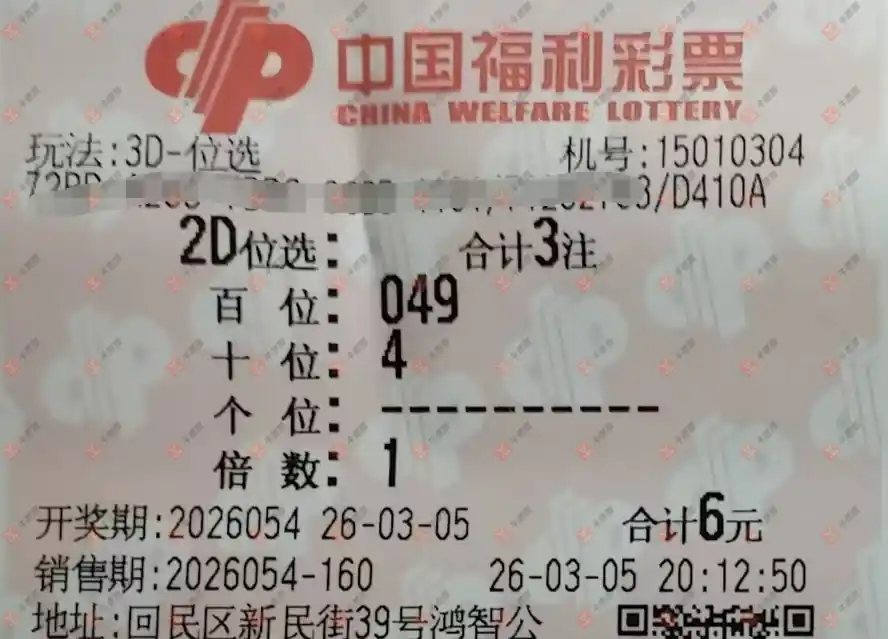 中国福利彩票
CHINA WELFARE LOTTERY
玩法:3D-位选 机号:15010304
/D410A
2D位选: 合计3注
百 位: 049
十 位: 4
个 位: ----------
倍 数: 1
开奖期:2026054 26-03-05 合计6元
销售期:2026054-160 26-03-05 20:12:50
地址:回民区新民街39号鸿智公